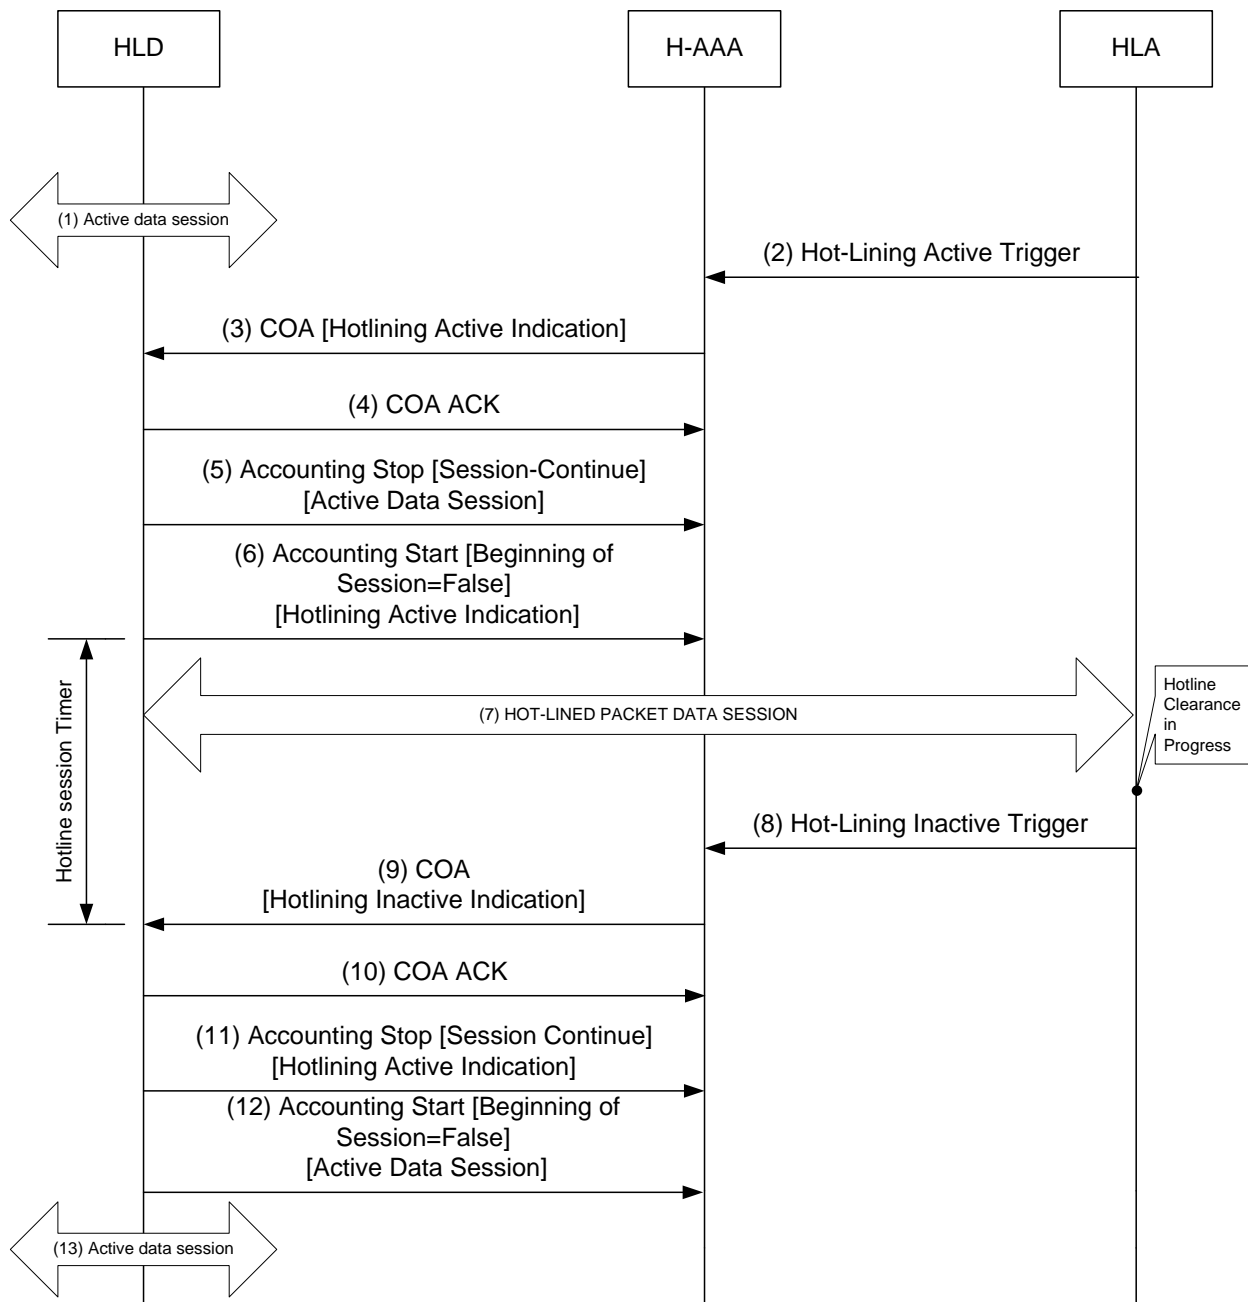 HLD
H-AAA
HLA
(1) Active data session
(2) Hot-Lining Active Trigger
(3) COA [Hotlining Active Indication]
(4) COA ACK
(5) Accounting Stop [Session-Continue]
[Active Data Session]
(6) Accounting Start [Beginning of
Session=False]
[Hotlining Active Indication]
Hotline session Timer
(7) HOT-LINED PACKET DATA SESSION
Hotline
Clearance
in
Progress
(8) Hot-Lining Inactive Trigger
(9) COA
[Hotlining Inactive Indication]
(10) COA ACK
(11) Accounting Stop [Session Continue]
[Hotlining Active Indication]
(12) Accounting Start [Beginning of
Session=False]
[Active Data Session]
(13) Active data session